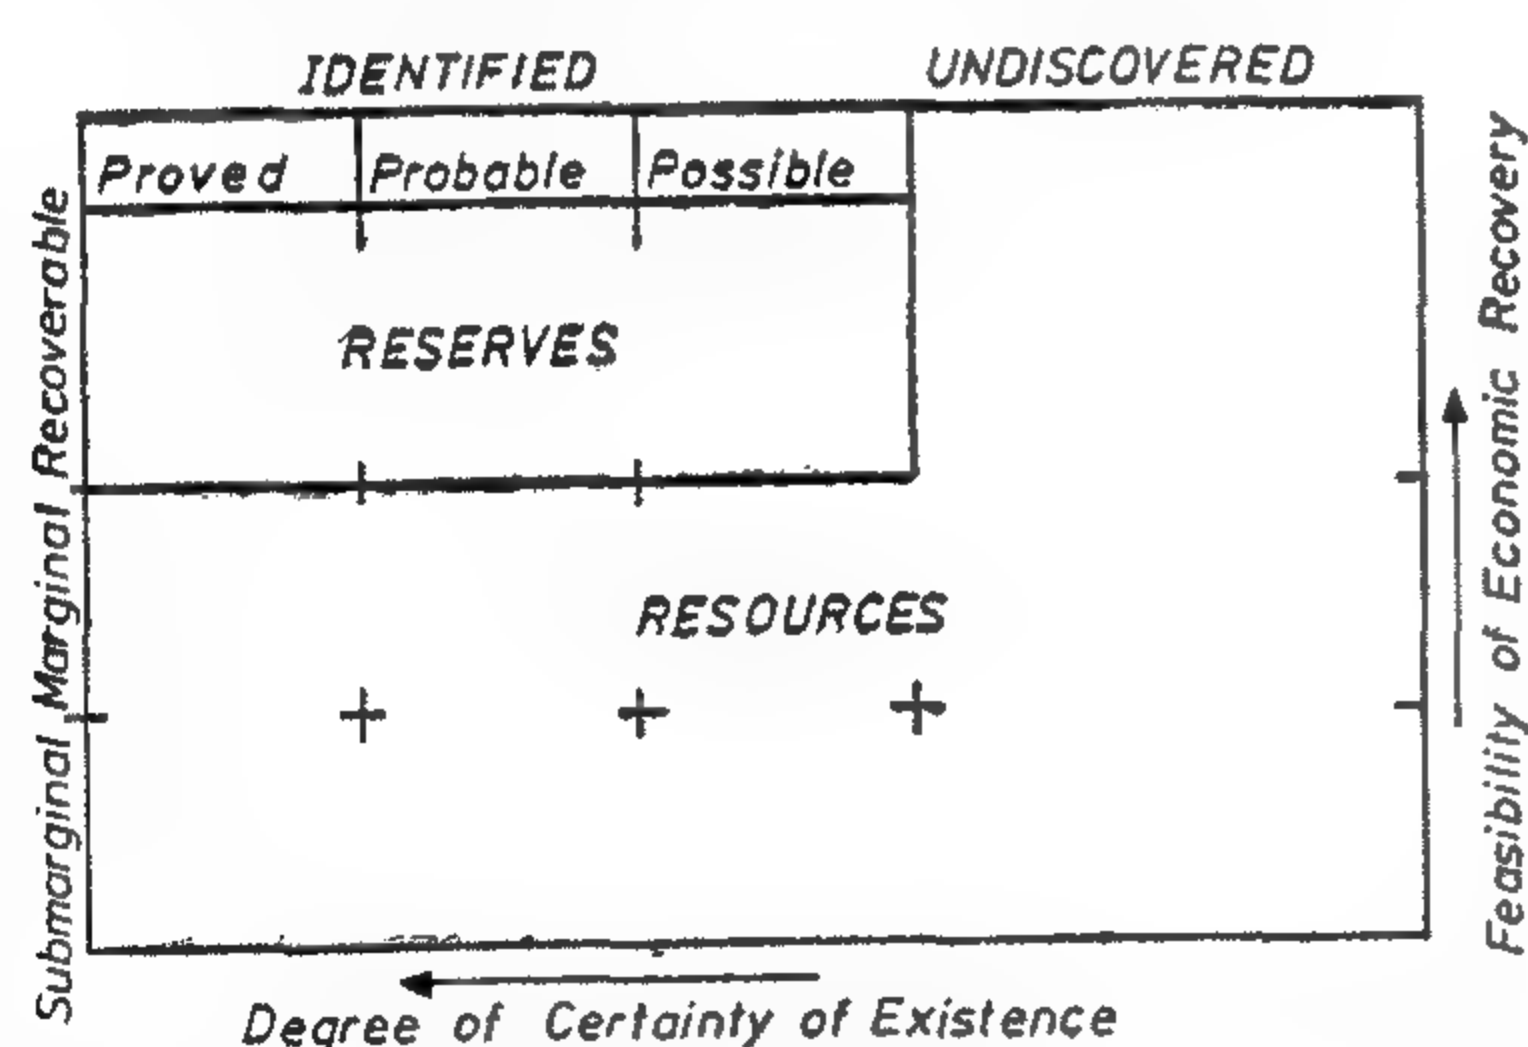 IDENTIFIED
UNDISCOVERED
Proved
Probable
Possible
RESERVES
RESOURCES
Submarginal Marginal Recoverable
Feasibility of Economic Recovery
Degree of Certainty of Existence